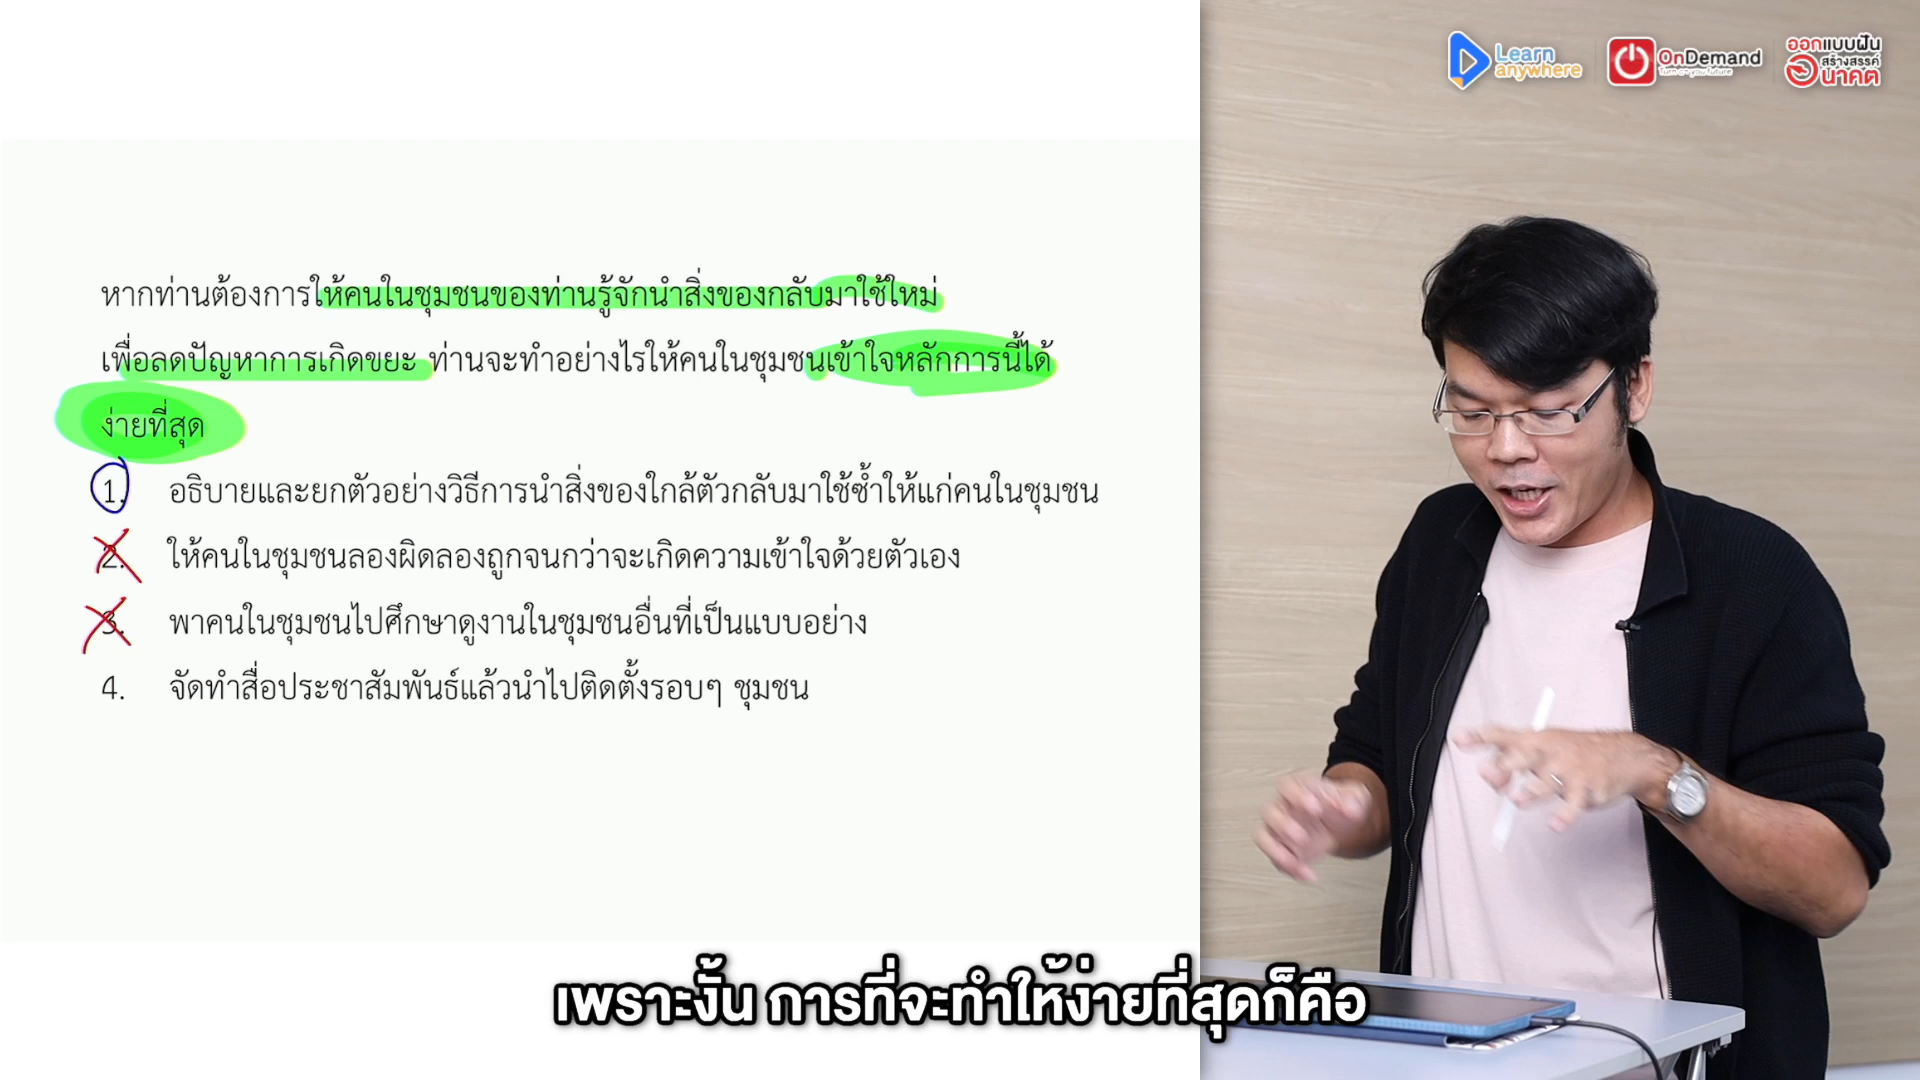 Learn
anywhere
OnDemand
Turn on your future
ออกแบบฝัน
สร้างสรรค์
อนาคต
หากท่านต้องการให้คนในชุมชนของท่านรู้จักนำสิ่งของกลับมาใช้ใหม่
เพื่อลดปัญหาการเกิดขยะ ท่านจะทำอย่างไรให้คนในชุมชนเข้าใจหลักการนี้ได้
ง่ายที่สุด
1. อธิบายและยกตัวอย่างวิธีการนำสิ่งของใกล้ตัวกลับมาใช้ซ้ำให้แก่คนในชุมชน
2. ให้คนในชุมชนลองผิดลองถูกจนกว่าจะเกิดความเข้าใจด้วยตัวเอง
3. พาคนในชุมชนไปศึกษาดูงานในชุมชนอื่นที่เป็นแบบอย่าง
4. จัดทำสื่อประชาสัมพันธ์แล้วนำไปติดตั้งรอบๆ ชุมชน
เพราะงั้น การที่จะทำให้ง่ายที่สุดก็คือ